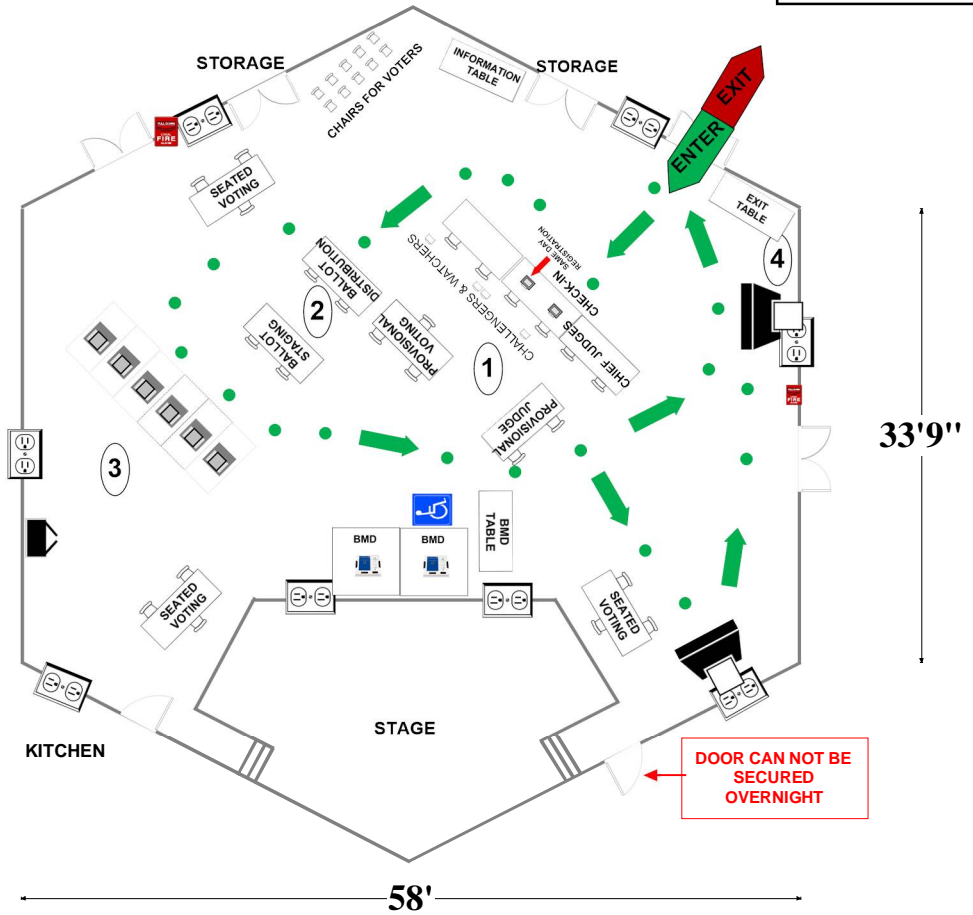 STORAGE
CHAIRS FOR VOTERS
INFORMATION
TABLE
STORAGE
EXIT
ENTER
FIRE
SEATED
VOTING
EXIT
TABLE
4
SAME DAY
REGISTRATION
CHECK-IN
CHALLENGERS & WATCHERS
BALLOT
DISTRIBUTION
2
BALLOT
STAGING
PROVISIONAL
VOTING
1
CHIEF JUDGES
PROVISIONAL
JUDGE
FIRE
33'9"
3
BMD
BMD
BMD
TABLE
SEATED
VOTING
SEATED
VOTING
STAGE
KITCHEN
DOOR CAN NOT BE
SECURED
OVERNIGHT
58'